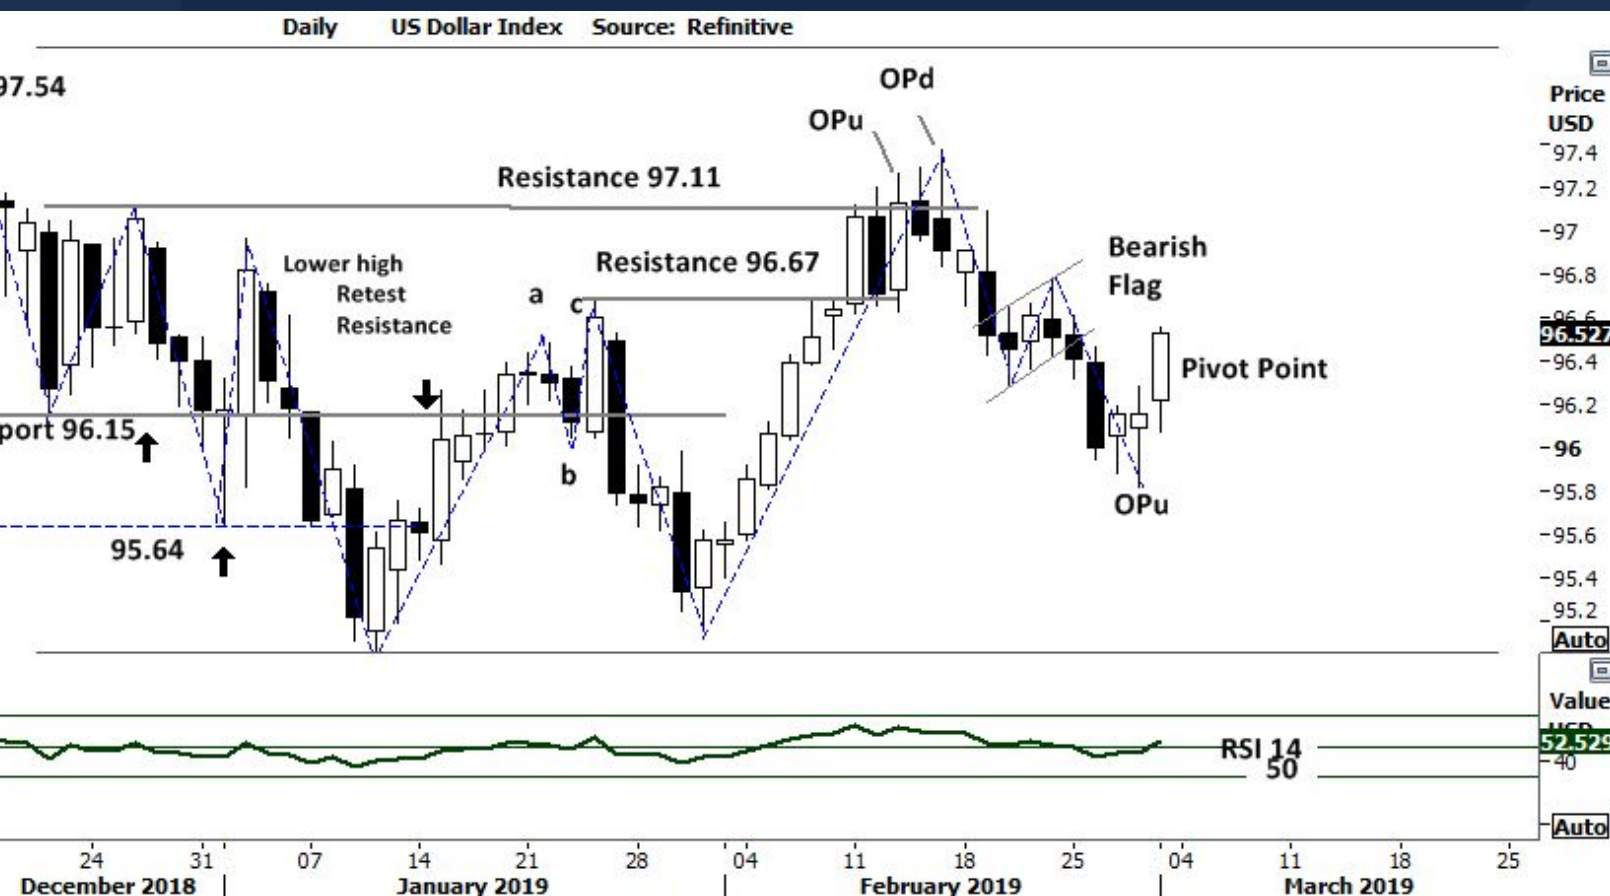 Daily US Dollar Index Source: Refinitive
97.54
OPd
OPu
Price
USD
97.4
Resistance 97.11
97.2
97
Bearish
Flag
Lower high
Retest
Resistance
Resistance 96.67
96.8
a
c
96.6
96.527
Pivot Point
96.4
96.2
port 96.15
96
b
95.8
OPu
95.64
95.6
95.4
95.2
Auto
Value
USD
52.529
RSI 14
50
40
Auto
24 31 07 14 21 28 04 11 18 25 04 11 18 25
December 2018 January 2019 February 2019 March 2019